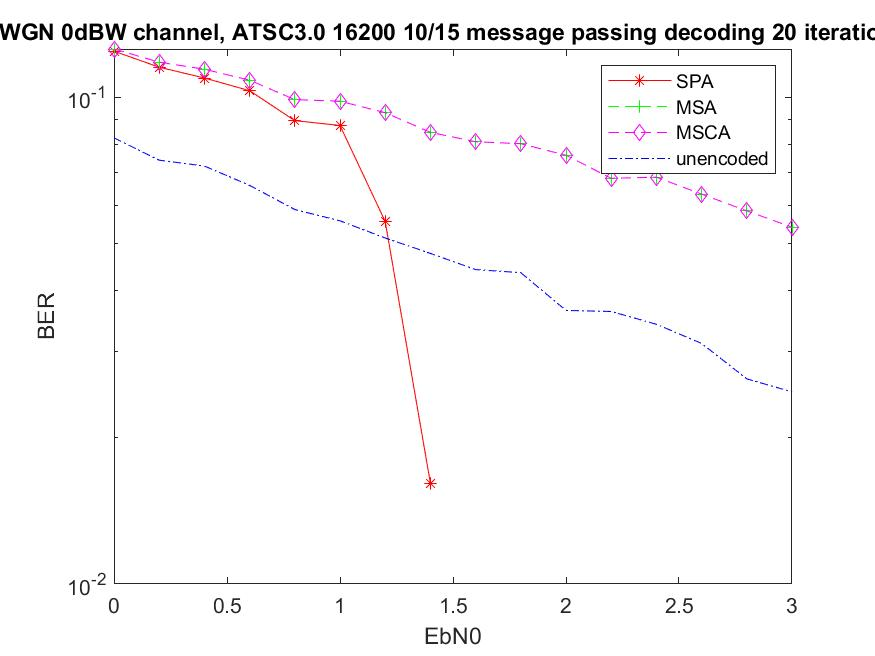 WGN 0dBW channel, ATSC3.0 16200 10/15 message passing decoding 20 iteratio
10^-1
SPA
MSA
MSCA
unencoded
BER
10^-2
0 0.5 1 1.5 2 2.5 3
EbN0